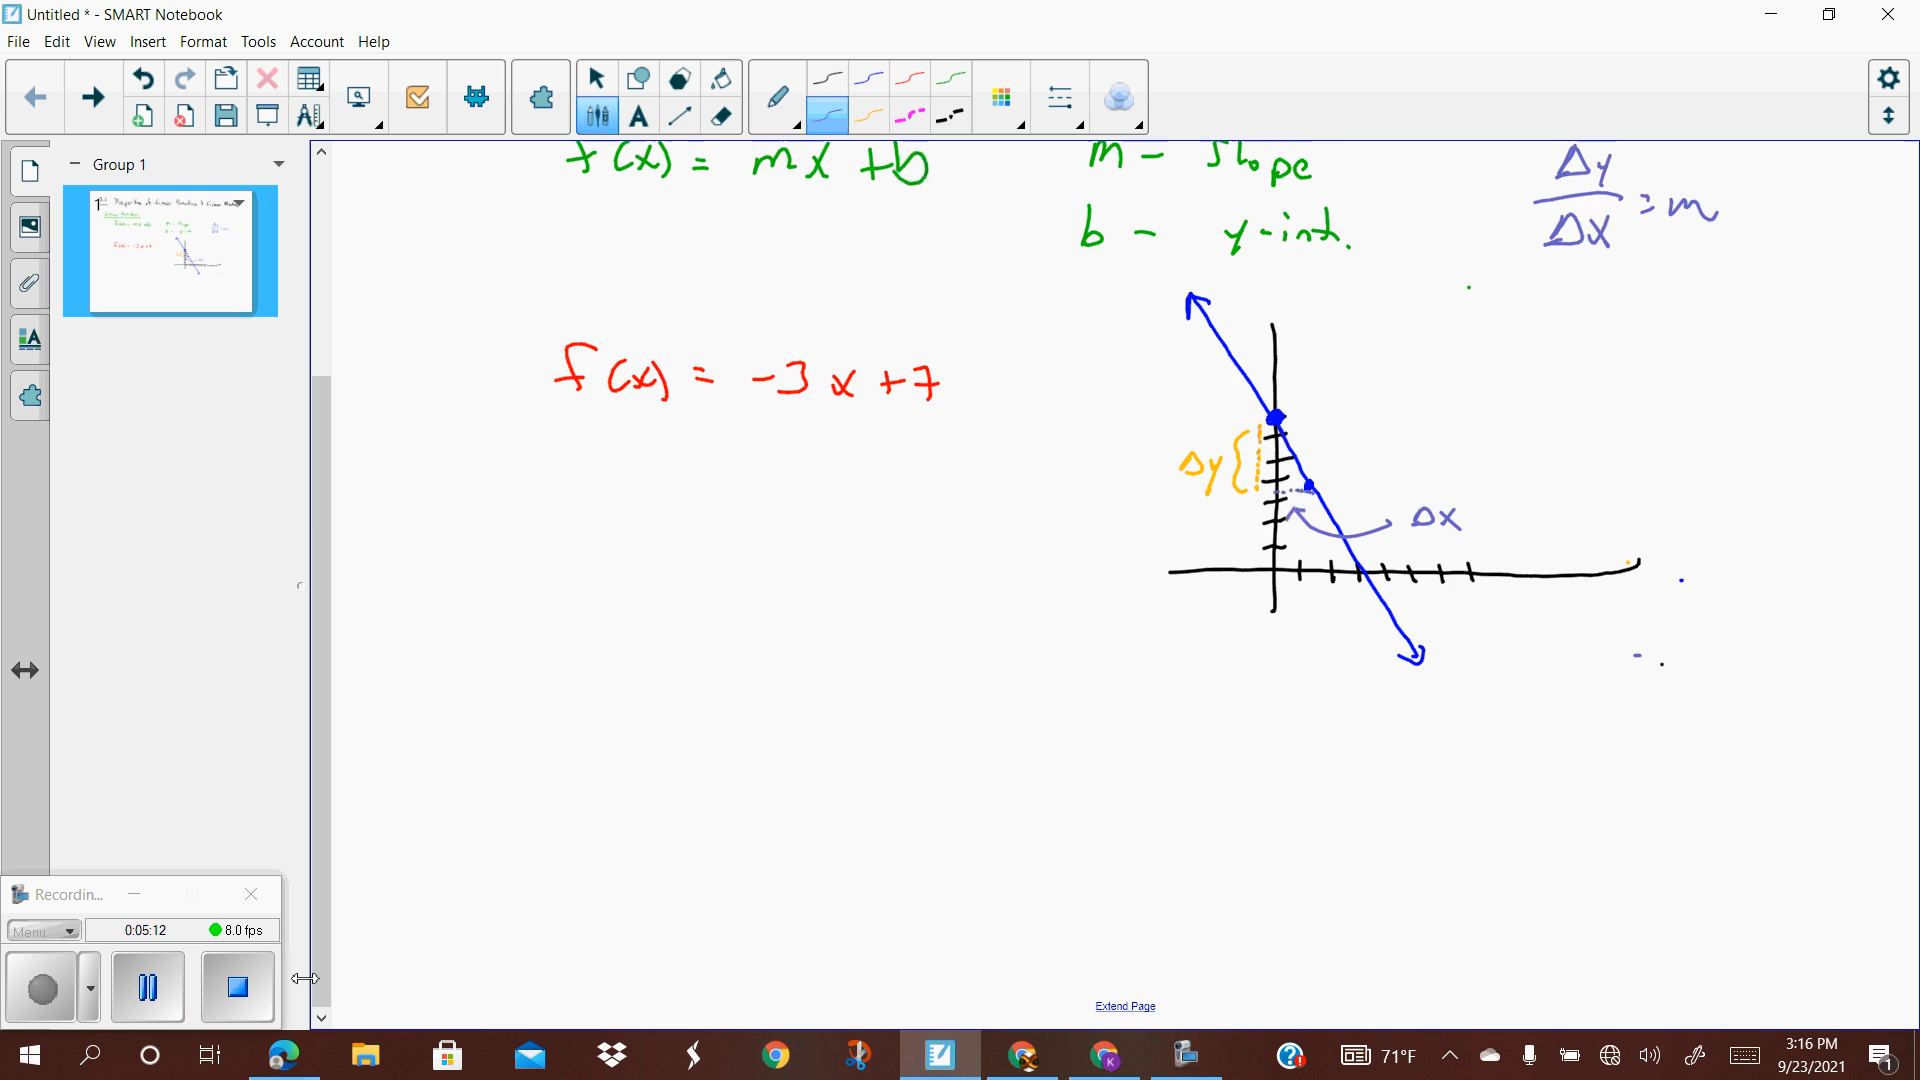 Untitled * - SMART Notebook
File Edit View Insert Format Tools Account Help
Group 1
1
f(x) = mx + b
m - slope
b - y-int.
Δy
ΔX = m
f(x) = -3x+7
Δy
ΔX
Extend Page
Recordin...
Menu
0:05:12
8.0 fps
71°F
3:16 PM
9/23/2021
1